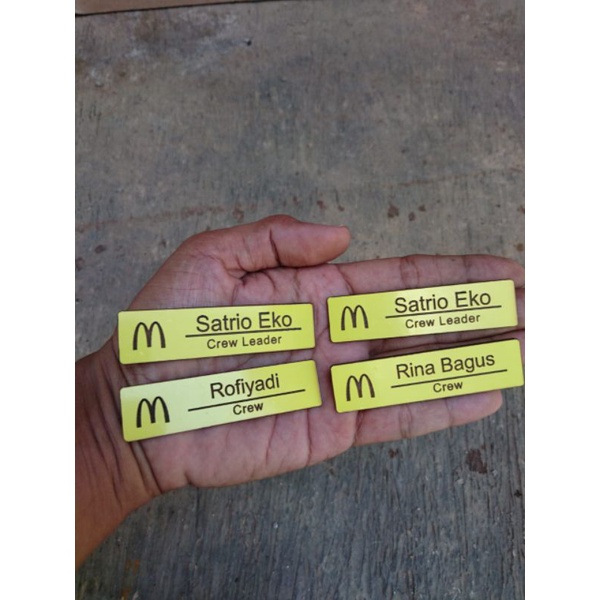 Satrio Eko
Crew Leader
Satrio Eko
Crew Leader
Rofiyadi
Crew
Rina Bagus
Crew